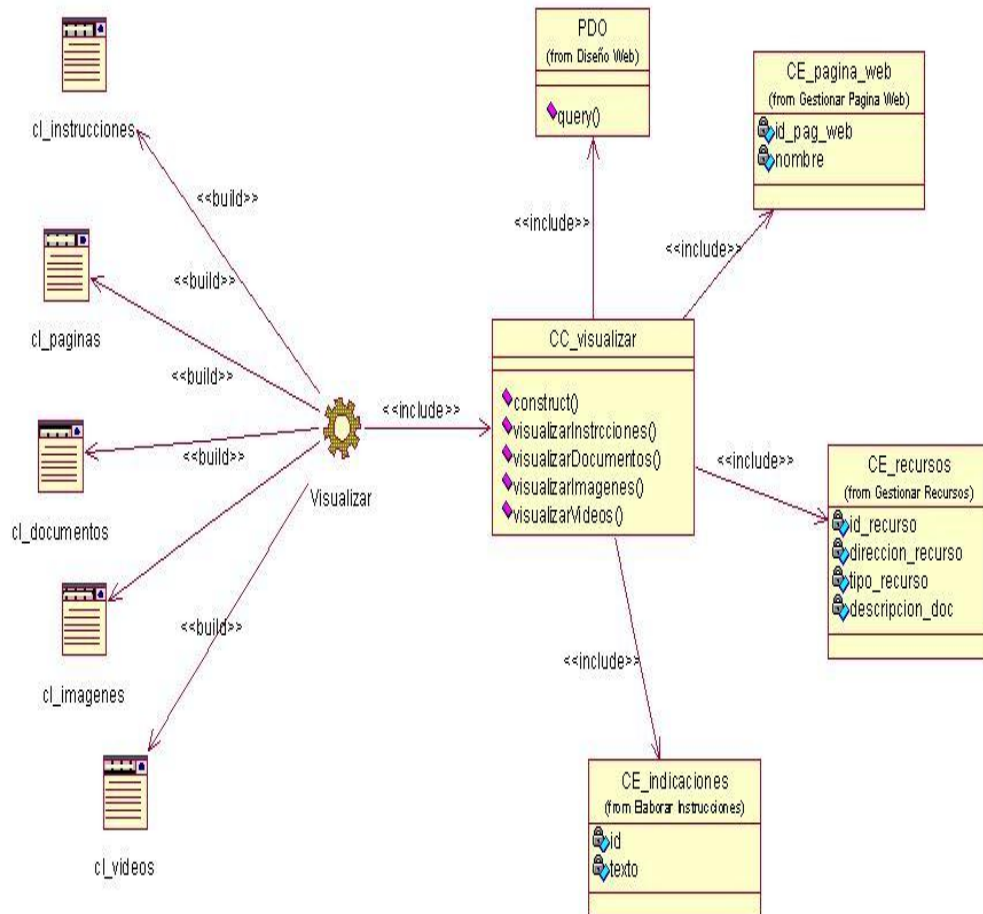 cl_instrucciones
<<build>>
cl_paginas
<<build>>
<<build>>
cl_documentos
<<build>>
cl_imagenes
<<build>>
cl_videos
Visualizar
<<include>>
PDO
(from Diseño Web)
query()
<<include>>
CE_pagina_web
(from Gestionar Pagina Web)
id_pag_web
nombre
<<include>>
CC_visualizar
construct()
visualizarInstrcciones()
visualizarDocumentos()
visualizarImagenes()
visualizarVideos()
<<include>>
CE_recursos
(from Gestionar Recursos)
id_recurso
direccion_recurso
tipo_recurso
descripcion_doc
<<include>>
CE_indicaciones
(from Elaborar Instrucciones)
id
texto